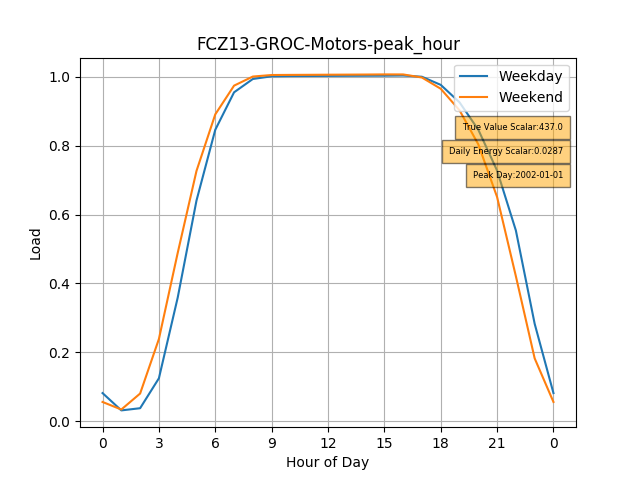 FCZ13-GROC-Motors-peak_hour
1.0
0.8
0.6
0.4
0.2
0.0
Load
Weekday
Weekend
True Value Scalar:437.0
Daily Energy Scalar:0.0287
Peak Day:2002-01-01
0 3 6 9 12 15 18 21 0
Hour of Day